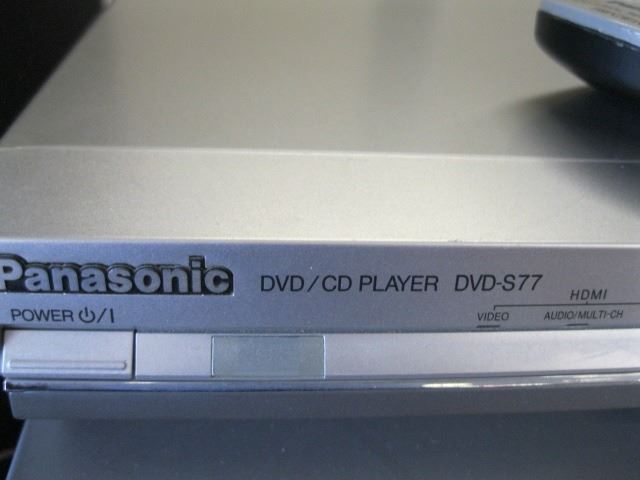 Panasonic DVD/CD PLAYER DVD-S77
HDMI
POWER ⏻/I VIDEO AUDIO/MULTI-CH